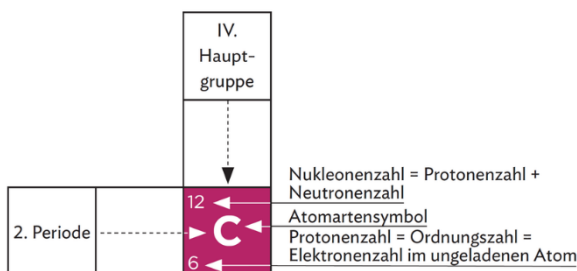 IV.
Haupt-
gruppe
2. Periode
12
C
6
Nukleonenzahl = Protonenzahl +
Neutronenzahl
Atomartensymbol
Protonenzahl = Ordnungszahl =
Elektronenzahl im ungeladenen Atom